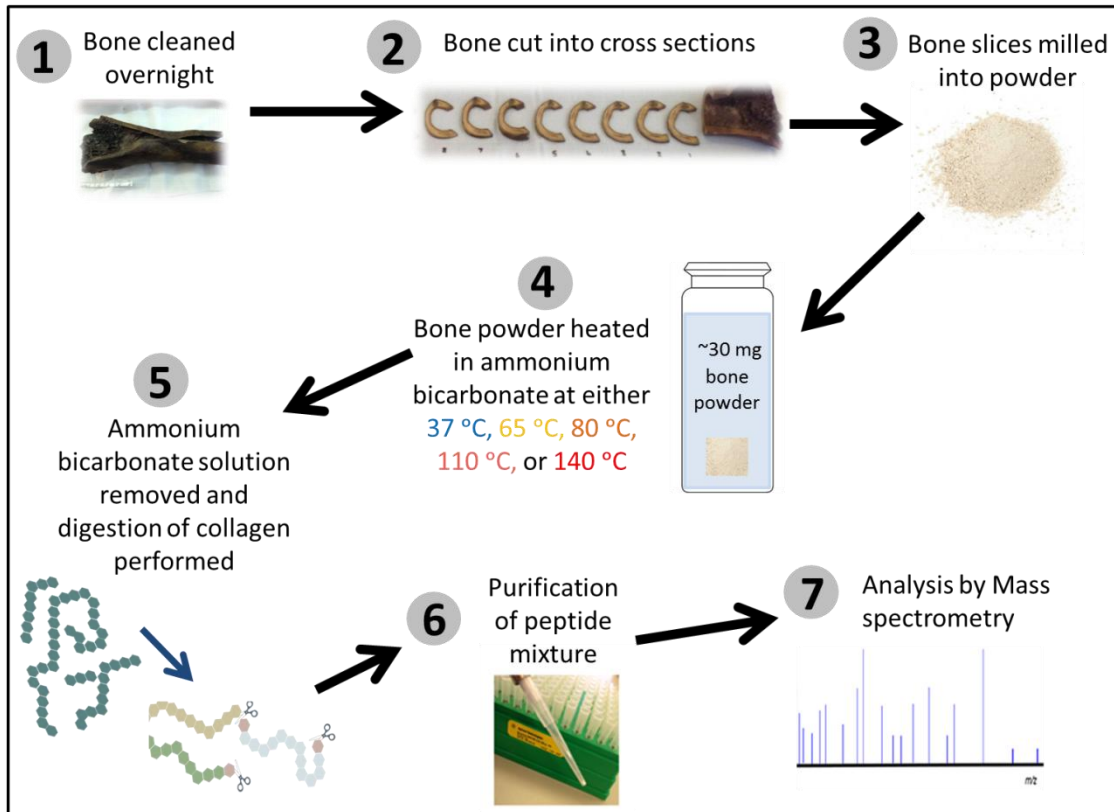 1
Bone cleaned
overnight
2
Bone cut into cross sections
3
Bone slices milled
into powder
4
Bone powder heated
in ammonium
bicarbonate at either
37 °C, 65 °C, 80 °C,
110 °C, or 140 °C
~30 mg
bone
powder
5
Ammonium
bicarbonate solution
removed and
digestion of collagen
performed
6
Purification
of peptide
mixture
7
Analysis by Mass
spectrometry
m/z